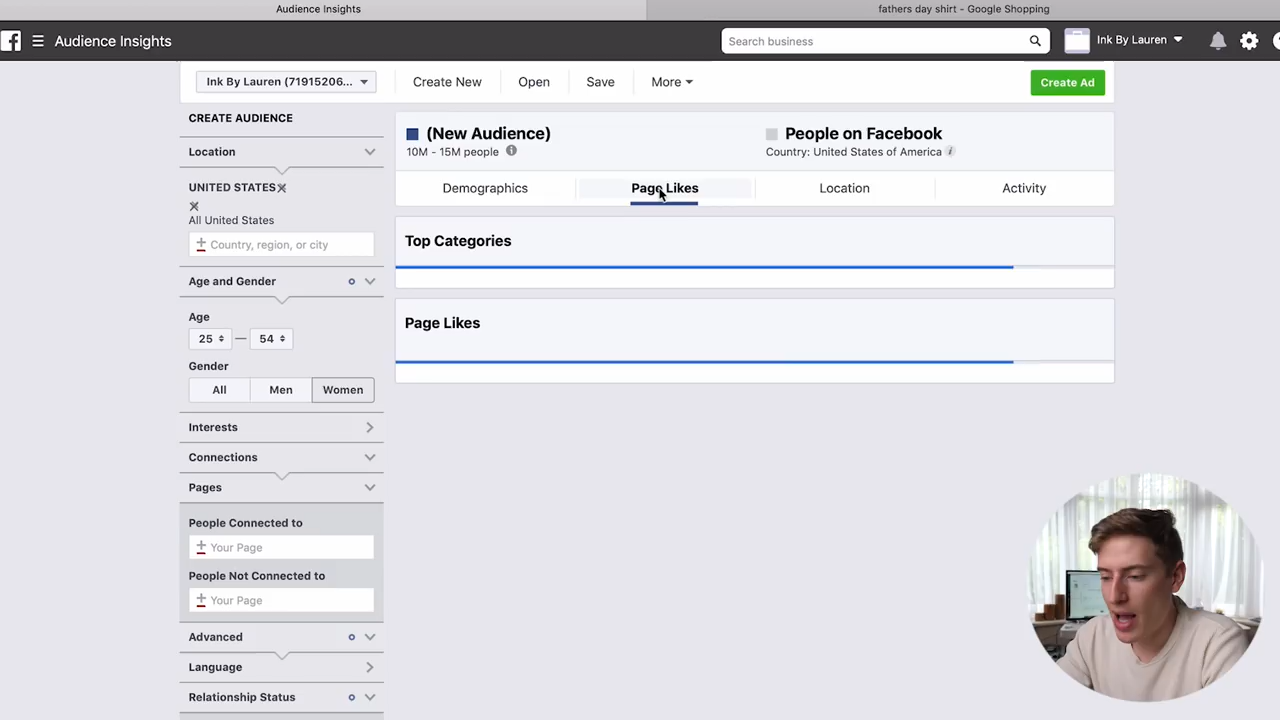 Audience Insights
fathers day shirt - Google Shopping
Audience Insights
Search business
Ink By Lauren
Ink By Lauren (71915206...
Create New
Open
Save
More
Create Ad
CREATE AUDIENCE
Location
UNITED STATES
All United States
Country, region, or city
Age and Gender
Age
25 — 54
Gender
All
Men
Women
Interests
Connections
Pages
People Connected to
Your Page
People Not Connected to
Your Page
Advanced
Language
Relationship Status
(New Audience)
10M - 15M people
People on Facebook
Country: United States of America
Demographics
Page Likes
Location
Activity
Top Categories
Page Likes